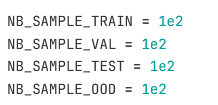 NB_SAMPLE_TRAIN = 1e2
NB_SAMPLE_VAL = 1e2
NB_SAMPLE_TEST = 1e2
NB_SAMPLE_OOD = 1e2